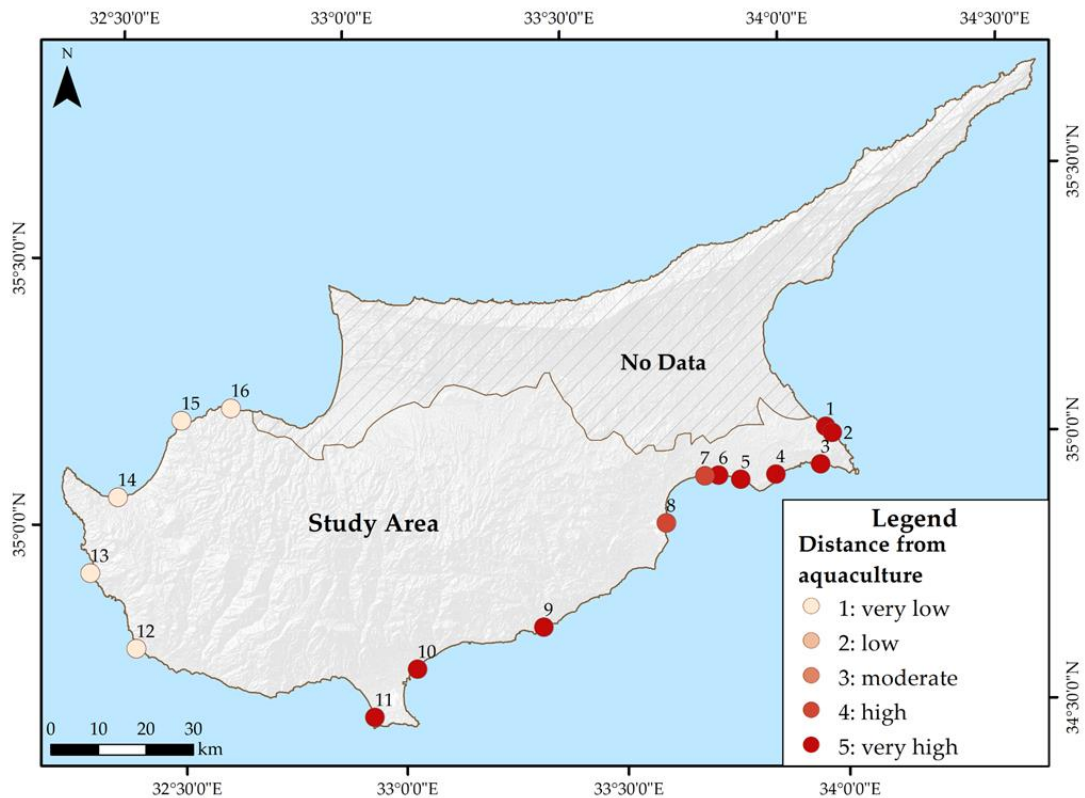 32°30'0"E 33°00'0"E 33°30'0"E 34°00'0"E 34°30'0"E
N
35°30'0"N
35°30'0"N
No Data
16
15
1
2
35°0'0"N
3
7 6 5 4
14
8
Study Area
35°0'0"N
13
Legend
Distance from
aquaculture
1: very low
2: low
3: moderate
4: high
5: very high
9
12
10
34°30'0"N
11
0 10 20 30
km
32°30'0"E 33°0'0"E 33°30'0"E 34°0'0"E